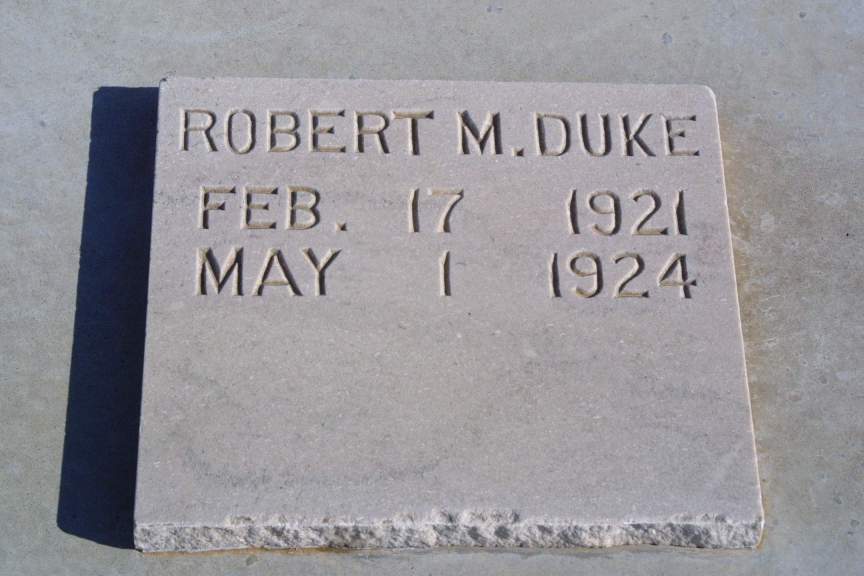 ROBERT M. DUKE
FEB. 17 1921
MAY 1 1924